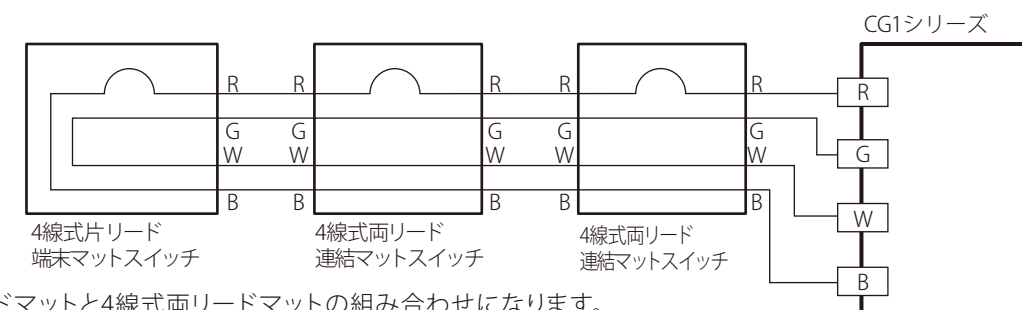 CG1シリーズ
R R R R R R
G G G G G G
W W W W W W
B B B B B B
4線式片リード
端末マットスイッチ
4線式両リード
連結マットスイッチ
4線式両リード
連結マットスイッチ
ドマットと4線式両リードマットの組み合わせになります。